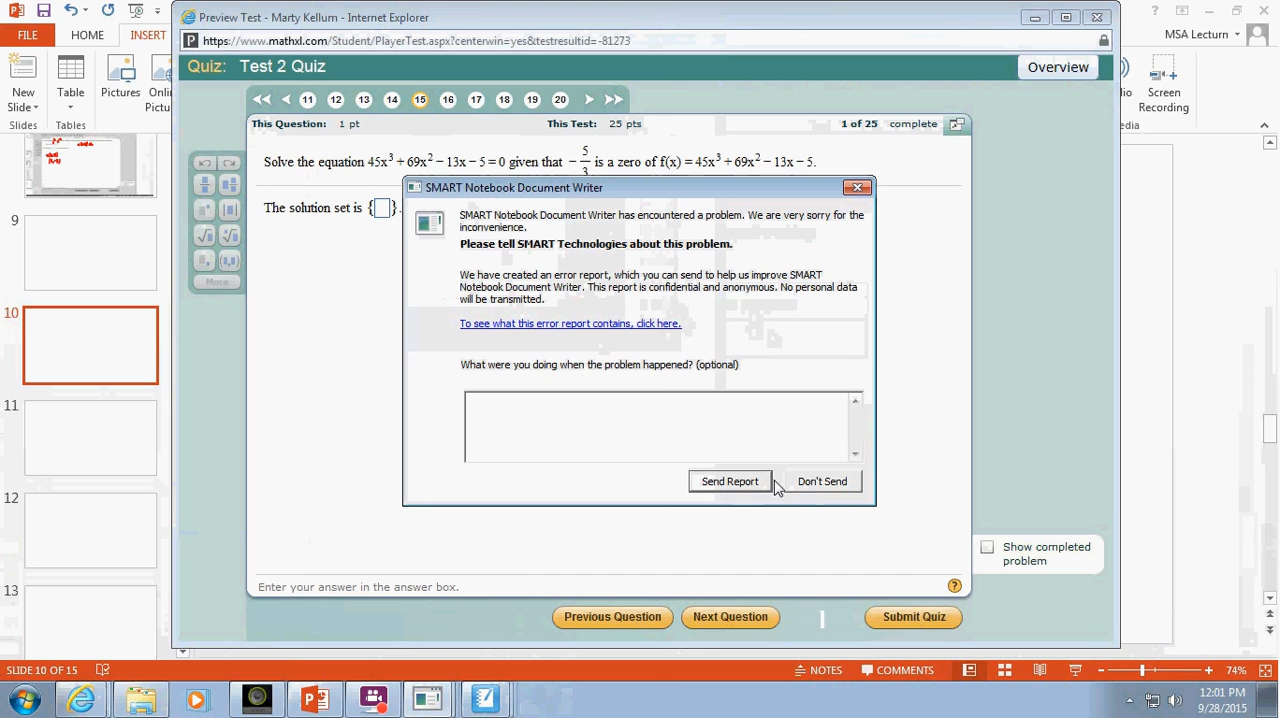 Preview Test - Marty Kellum - Internet Explorer
?
FILE
HOME
INSERT
https://www.mathxl.com/Student/PlayerTest.aspx?centerwin=yes&testresultid=-81273
MSA Lecturn
Quiz: Test 2 Quiz
Overview
New
Slide
Table
Pictures
Screen
Recording
11 12 13 14 15 16 17 18 19 20
Slides
Tables
This Question: 1 pt
This Test: 25 pts
1 of 25 complete
Solve the equation 45x³ + 69x² − 13x − 5 = 0 given that − 5/3 is a zero of f(x) = 45x³ + 69x² − 13x − 5.
The solution set is { }.
More
SMART Notebook Document Writer
SMART Notebook Document Writer has encountered a problem. We are very sorry for the
inconvenience.
Please tell SMART Technologies about this problem.
We have created an error report, which you can send to help us improve SMART
Notebook Document Writer. This report is confidential and anonymous. No personal data
will be transmitted.
To see what this error report contains, click here.
What were you doing when the problem happened? (optional)
Send Report
Don't Send
9
10
11
12
13
Show completed
problem
Enter your answer in the answer box.
?
Previous Question
Next Question
Submit Quiz
SLIDE 10 OF 15
NOTES
COMMENTS
74%
12:01 PM
9/28/2015